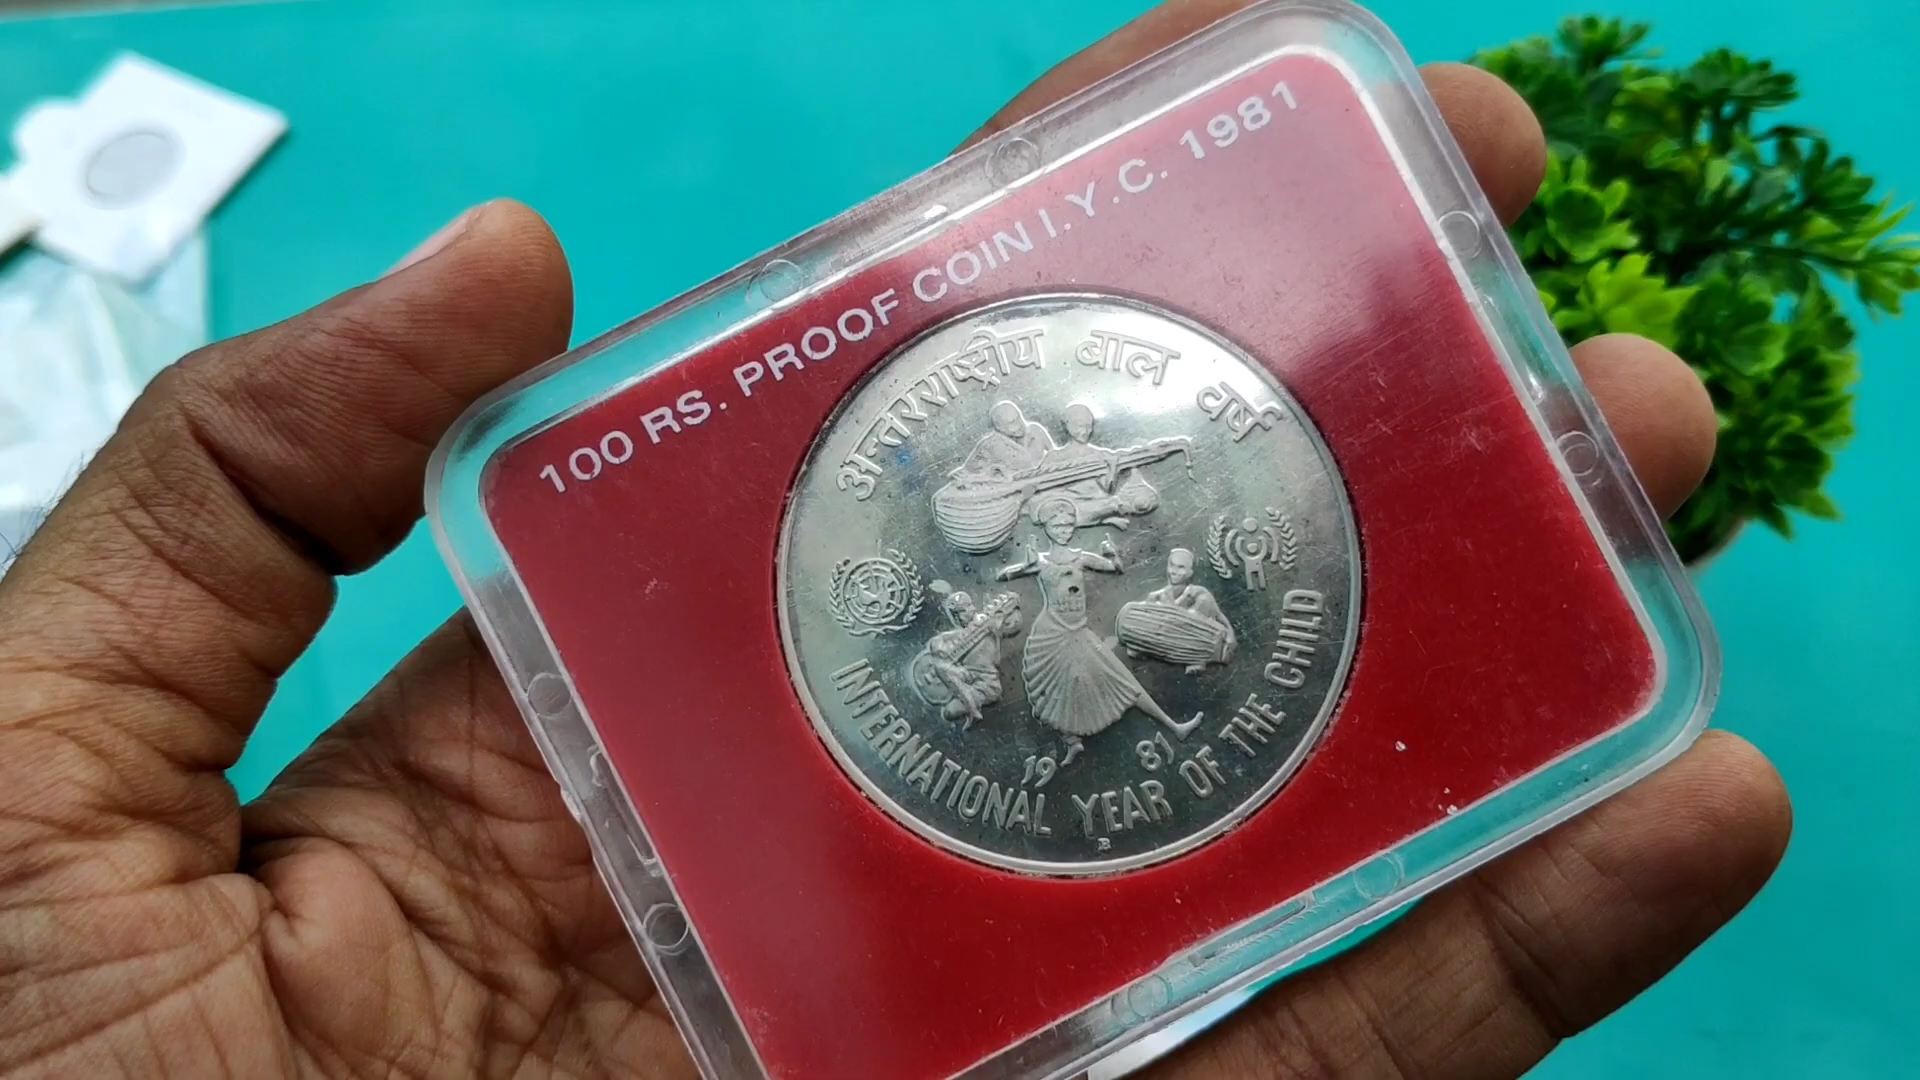 100 RS. PROOF COIN I.Y.C. 1981
अन्तरराष्ट्रीय बाल वर्ष
19 81
INTERNATIONAL YEAR OF THE CHILD
B